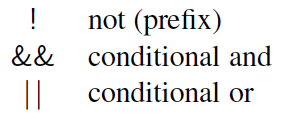 ! not (prefix)
&& conditional and
|| conditional or